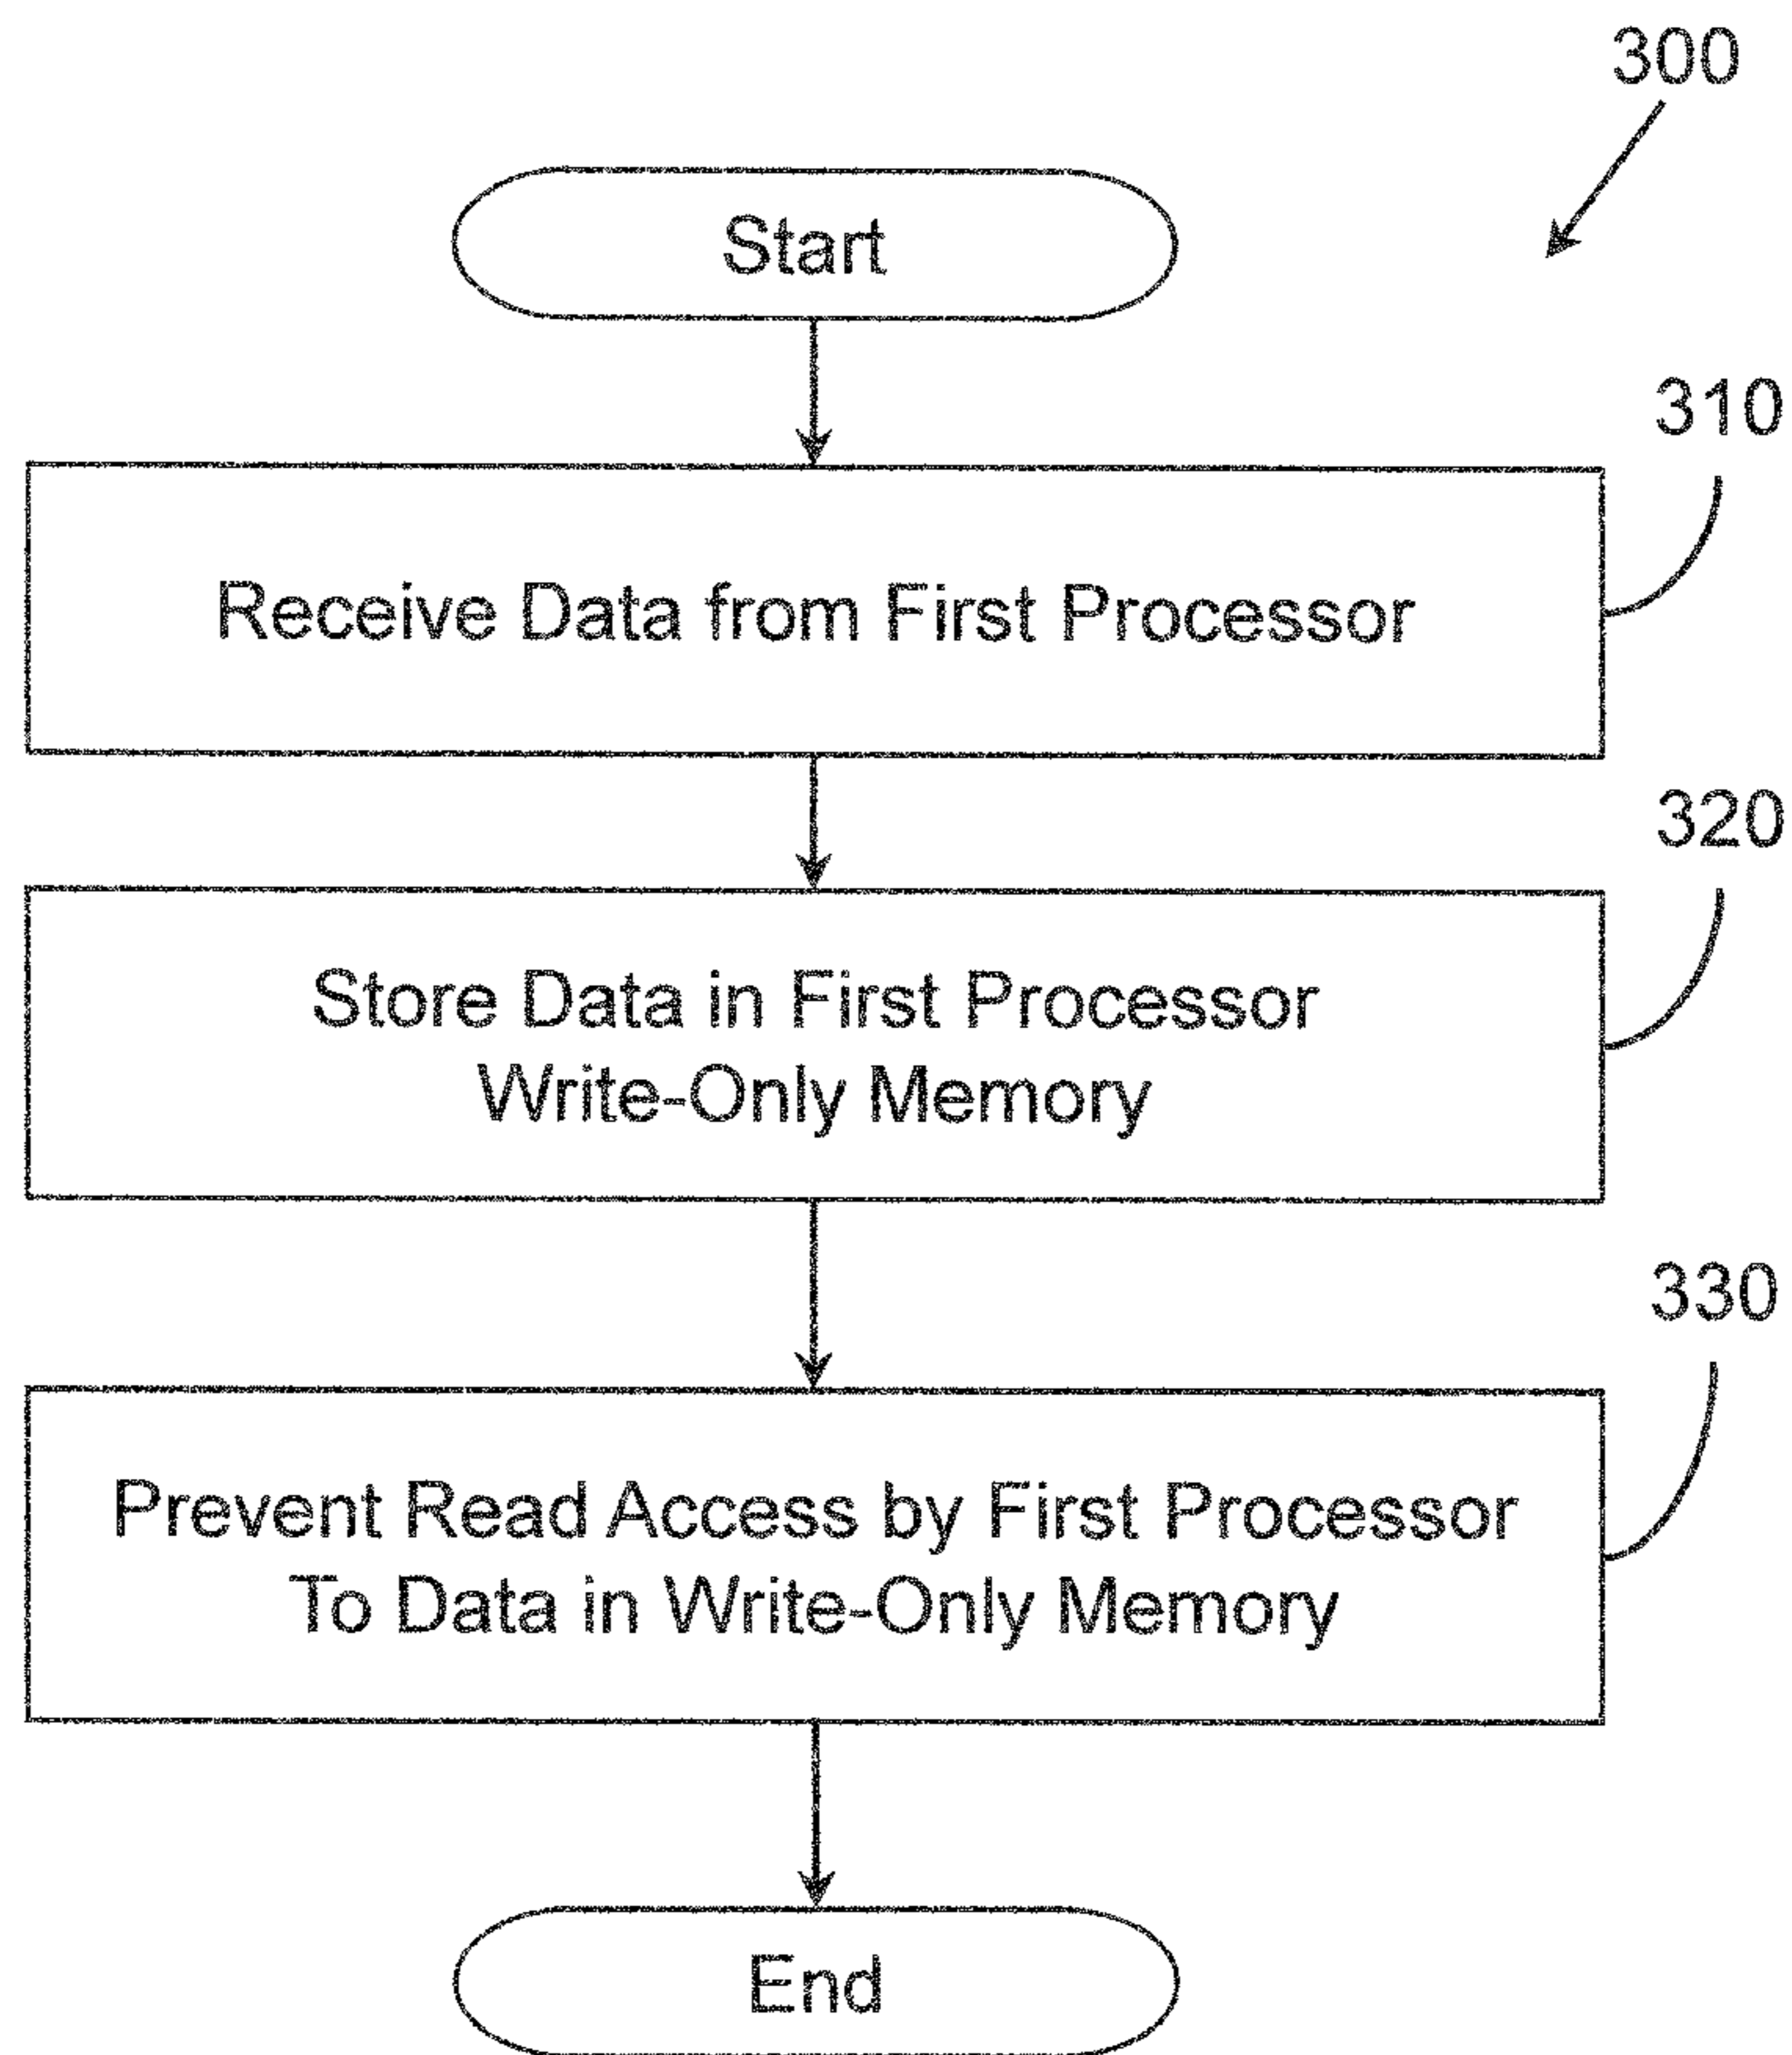 300
Start
310
Receive Data from First Processor
320
Store Data in First Processor
Write-Only Memory
330
Prevent Read Access by First Processor
To Data in Write-Only Memory
End